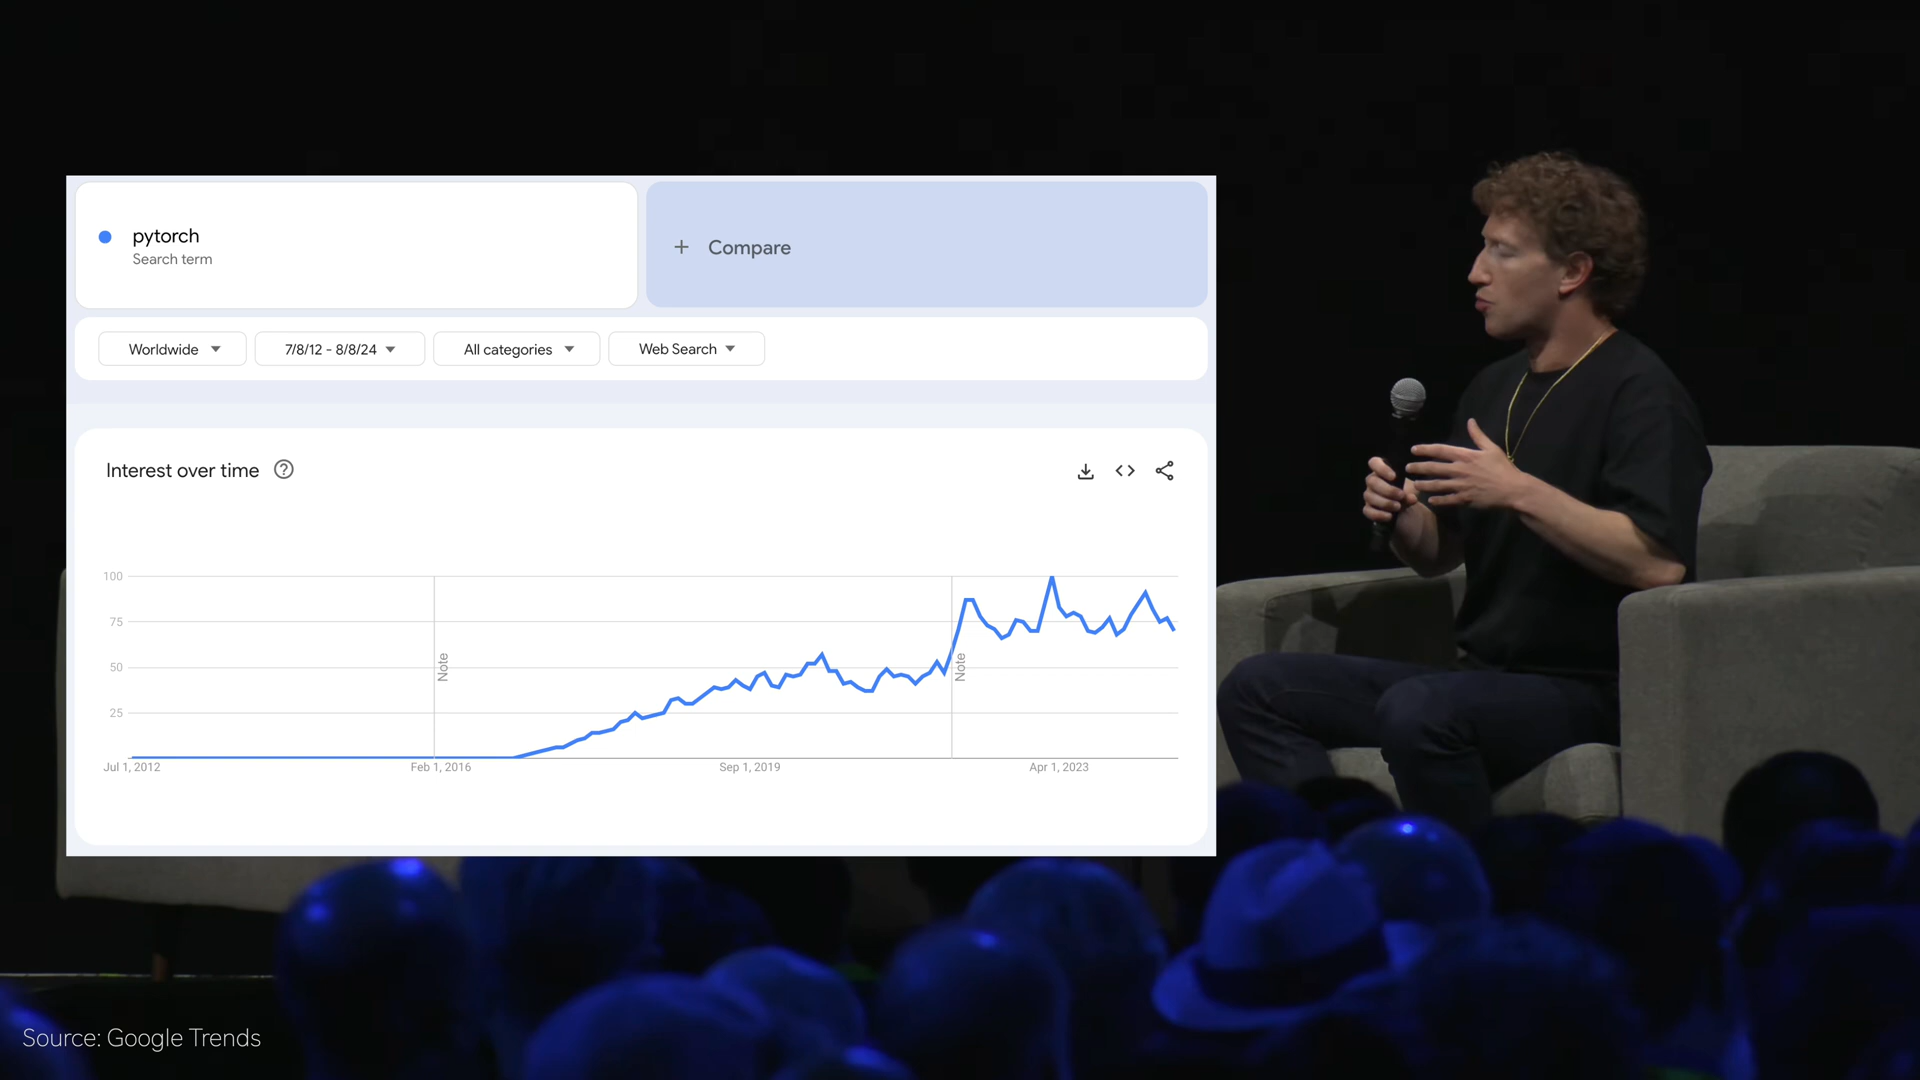 pytorch
Search term
+ Compare
Worldwide
7/8/12 - 8/8/24
All categories
Web Search
Interest over time
100
75
50
25
Note
Note
Jul 1, 2012
Feb 1, 2016
Sep 1, 2019
Apr 1, 2023
Source: Google Trends